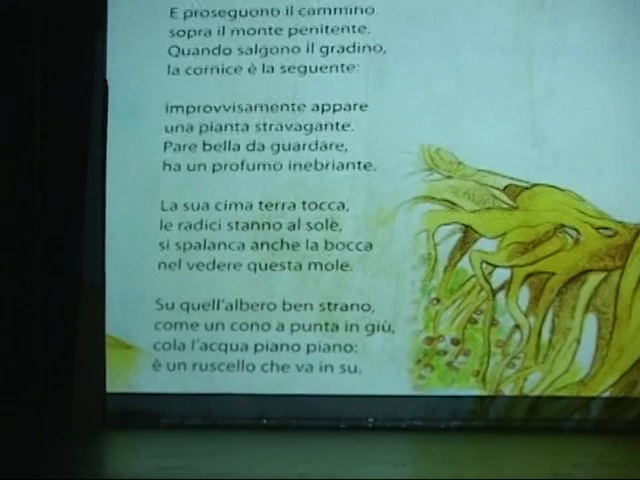 E proseguono il cammino
sopra il monte penitente.
Quando salgono il gradino,
la cornice è la seguente:
improvvisamente appare
una pianta stravagante.
Pare bella da guardare,
ha un profumo inebriante.
La sua cima terra tocca,
le radici stanno al sole,
si spalanca anche la bocca
nel vedere questa mole.
Su quell'albero ben strano,
come un cono a punta in giù,
cola l'acqua piano piano:
è un ruscello che va in su.